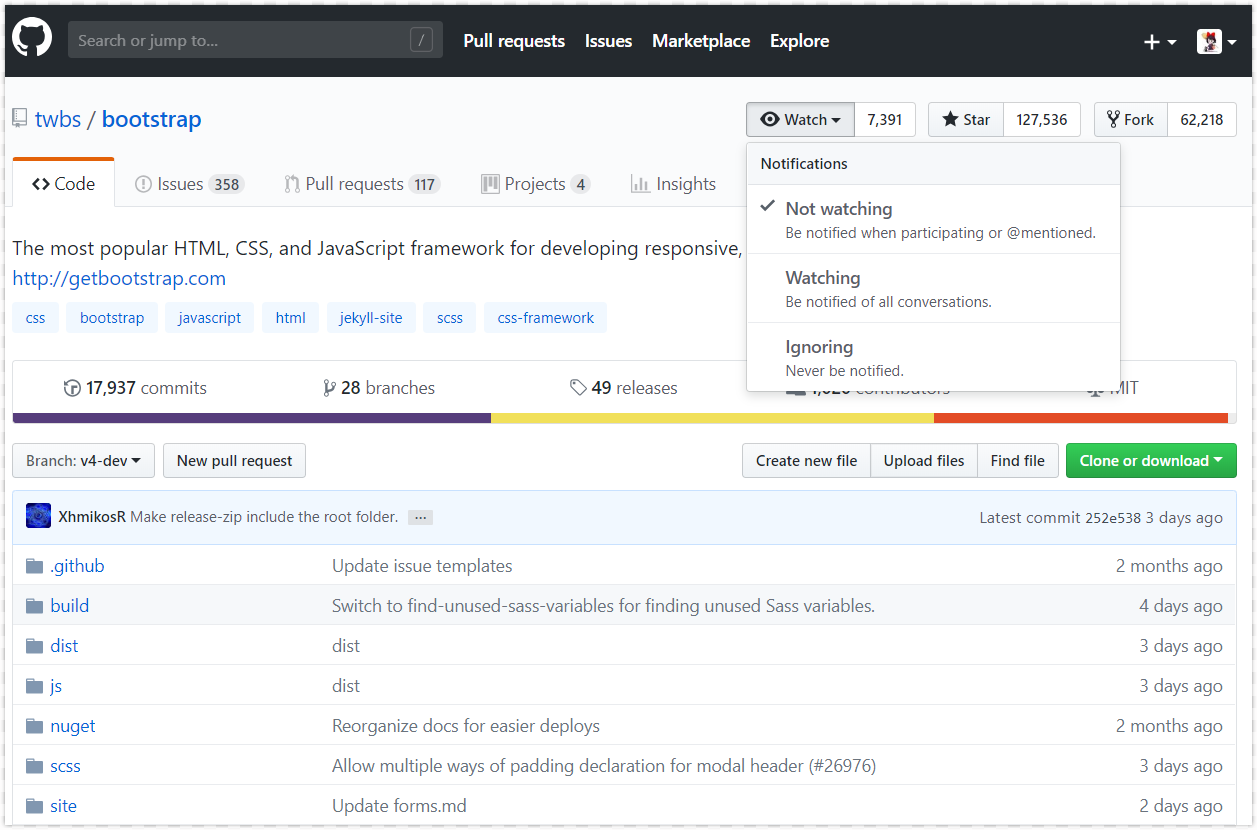 Search or jump to... / Pull requests Issues Marketplace Explore
twbs / bootstrap Watch 7,391 Star 127,536 Fork 62,218
Notifications
Code Issues 358 Pull requests 117 Projects 4 Insights
Not watching
Be notified when participating or @mentioned.
The most popular HTML, CSS, and JavaScript framework for developing responsive,
http://getbootstrap.com
Watching
Be notified of all conversations.
css bootstrap javascript html jekyll-site scss css-framework
Ignoring
Never be notified.
17,937 commits 28 branches 49 releases contributors MIT
Branch: v4-dev New pull request Create new file Upload files Find file Clone or download
XhmikosR Make release-zip include the root folder. ... Latest commit 252e538 3 days ago
.github Update issue templates 2 months ago
build Switch to find-unused-sass-variables for finding unused Sass variables. 4 days ago
dist dist 3 days ago
js dist 3 days ago
nuget Reorganize docs for easier deploys 2 months ago
scss Allow multiple ways of padding declaration for modal header (#26976) 3 days ago
site Update forms.md 2 days ago